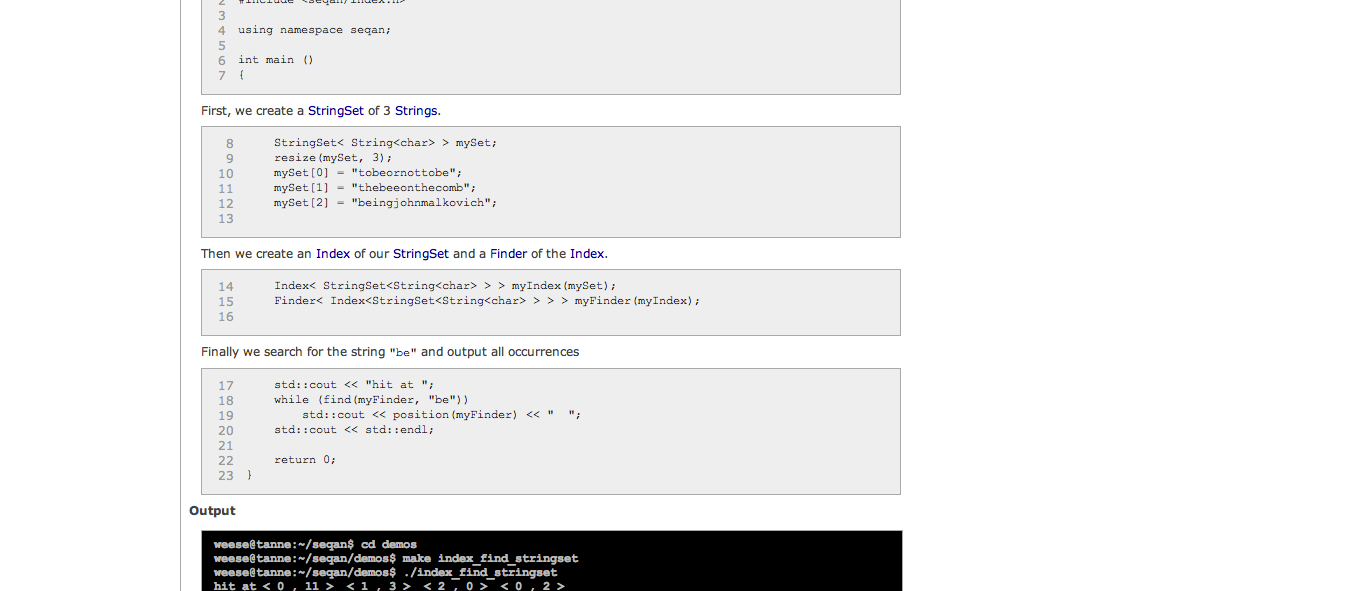 2 #include <seqan/index.h>
3
4 using namespace seqan;
5
6 int main ()
7 {
First, we create a StringSet of 3 Strings.
8 StringSet< String<char> > mySet;
9 resize(mySet, 3);
10 mySet[0] = "tobeornottobe";
11 mySet[1] = "thebeeonthecomb";
12 mySet[2] = "beingjohnmalkovich";
13
Then we create an Index of our StringSet and a Finder of the Index.
14 Index< StringSet<String<char> > > myIndex(mySet);
15 Finder< Index<StringSet<String<char> > > > myFinder(myIndex);
16
Finally we search for the string "be" and output all occurrences
17 std::cout << "hit at ";
18 while (find(myFinder, "be"))
19 std::cout << position(myFinder) << "  ";
20 std::cout << std::endl;
21
22 return 0;
23 }
Output
weese@tanne:~/seqan$ cd demos
weese@tanne:~/seqan/demos$ make index_find_stringset
weese@tanne:~/seqan/demos$ ./index_find_stringset
hit at < 0 , 11 >  < 1 , 3 >  < 2 , 0 >  < 0 , 2 >